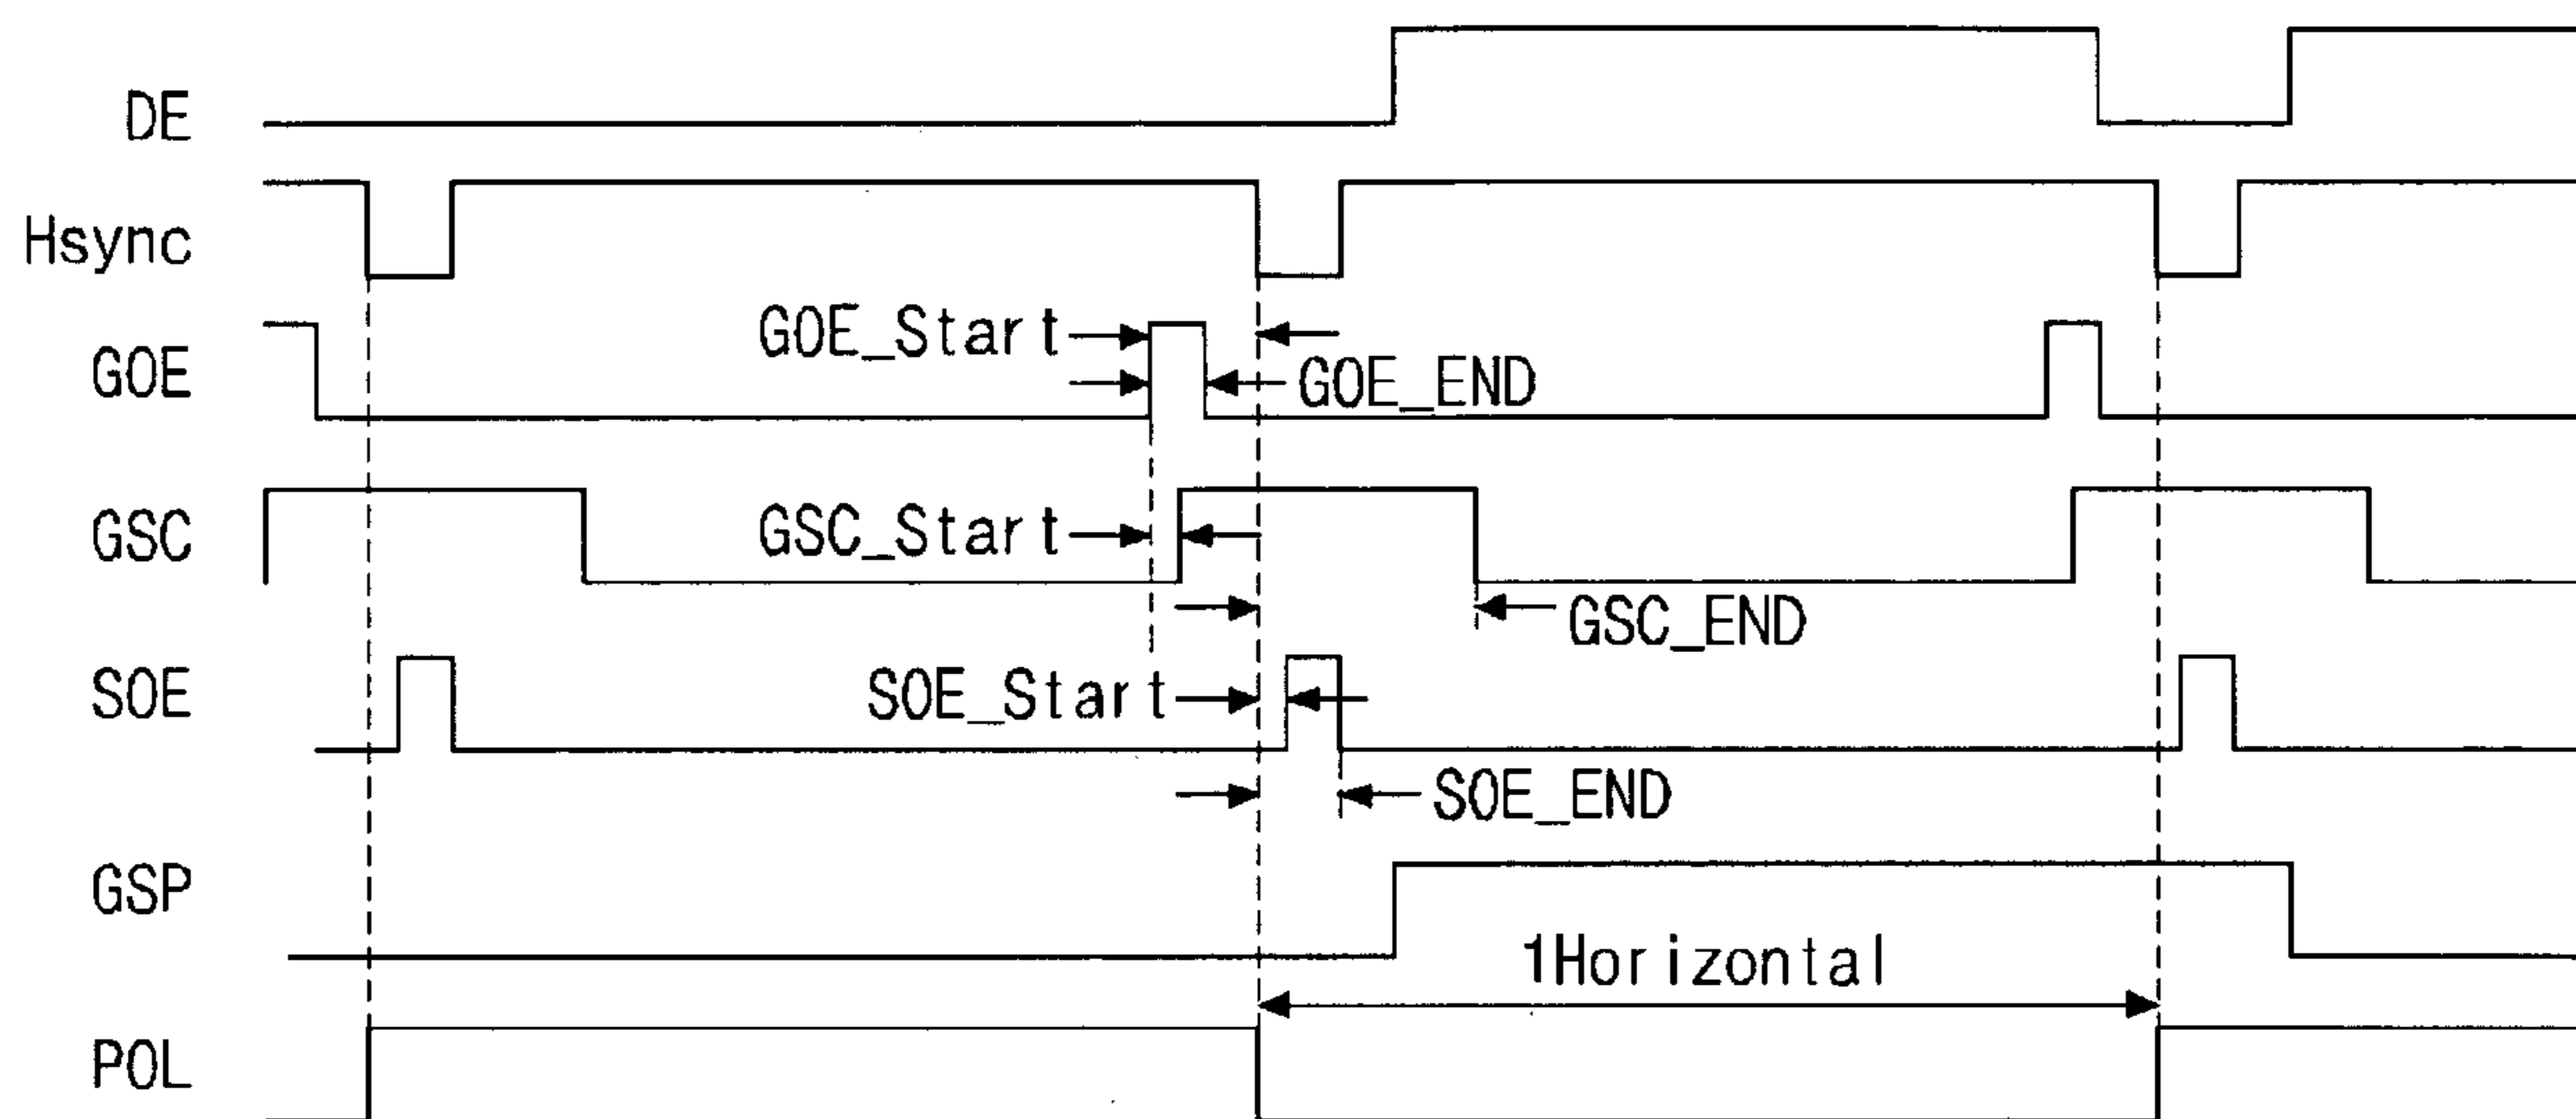 DE
Hsync
GOE_Start
GOE
GOE_END
GSC_Start
GSC
GSC_END
SOE_Start
SOE
SOE_END
GSP
1Horizontal
POL